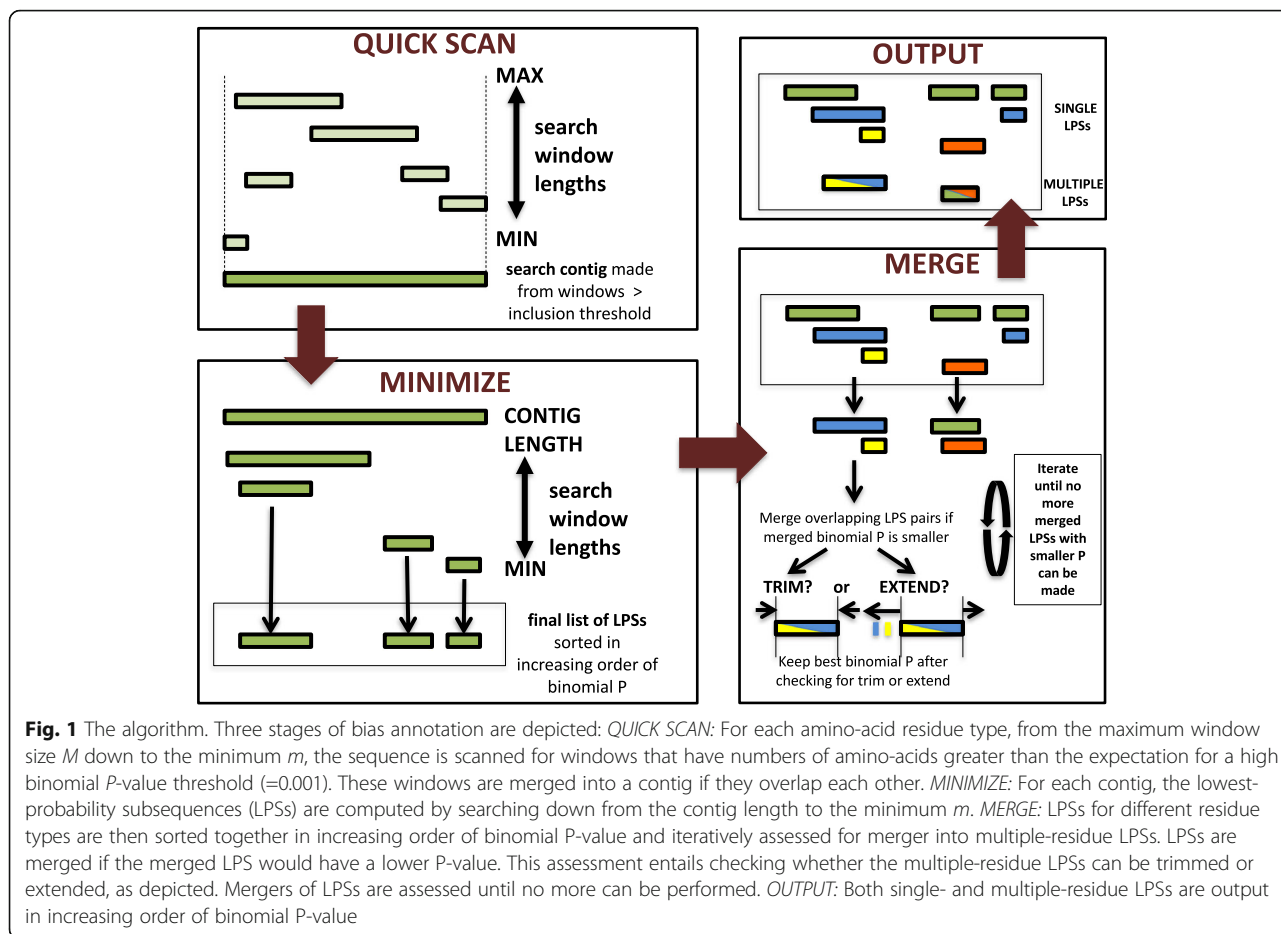 QUICK SCAN
MAX
search
window
lengths
MIN
search contig made
from windows >
inclusion threshold
MINIMIZE
CONTIG
LENGTH
search
window
lengths
MIN
final list of LPSs
sorted in
increasing order of
binomial P
OUTPUT
SINGLE
LPSs
MULTIPLE
LPSs
MERGE
Merge overlapping LPS pairs if
merged binomial P is smaller
Iterate
until no
more
merged
LPSs with
smaller P
can be
made
TRIM? or EXTEND?
Keep best binomial P after
checking for trim or extend
Fig. 1 The algorithm. Three stages of bias annotation are depicted: QUICK SCAN: For each amino-acid residue type, from the maximum window
size M down to the minimum m, the sequence is scanned for windows that have numbers of amino-acids greater than the expectation for a high
binomial P-value threshold (=0.001). These windows are merged into a contig if they overlap each other. MINIMIZE: For each contig, the lowest-
probability subsequences (LPSs) are computed by searching down from the contig length to the minimum m. MERGE: LPSs for different residue
types are then sorted together in increasing order of binomial P-value and iteratively assessed for merger into multiple-residue LPSs. LPSs are
merged if the merged LPS would have a lower P-value. This assessment entails checking whether the multiple-residue LPSs can be trimmed or
extended, as depicted. Mergers of LPSs are assessed until no more can be performed. OUTPUT: Both single- and multiple-residue LPSs are output
in increasing order of binomial P-value